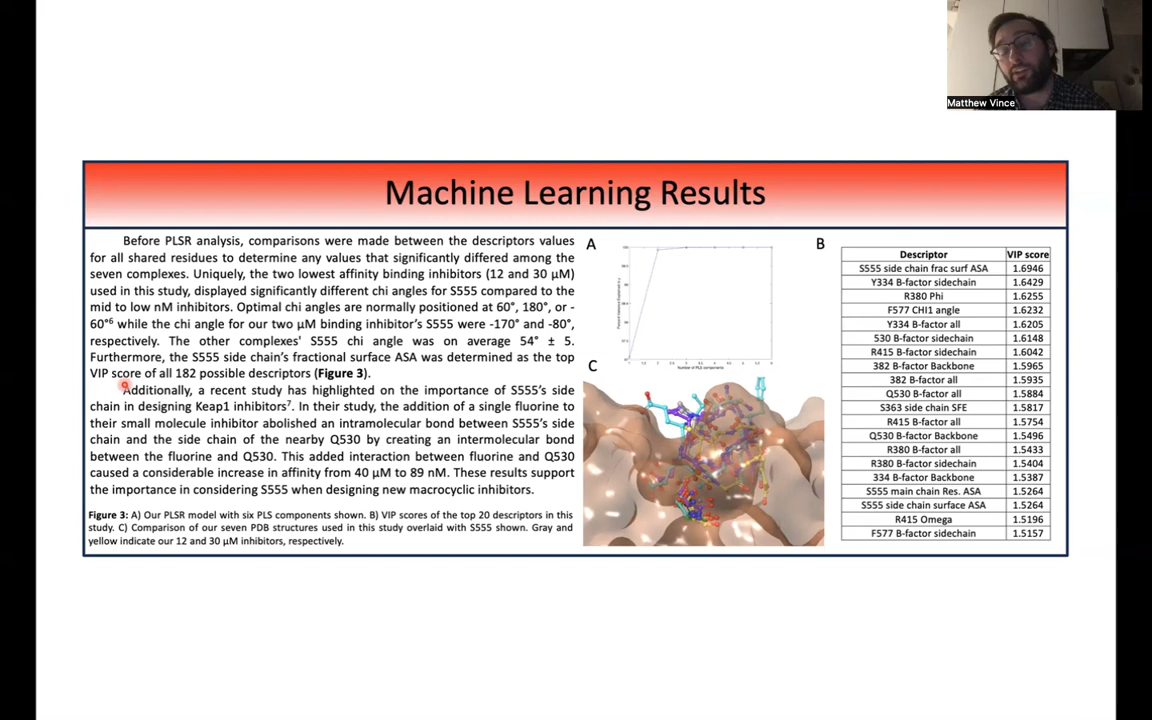 Matthew Vince
Machine Learning Results
Before PLSR analysis, comparisons were made between the descriptors values
for all shared residues to determine any values that significantly differed among the
seven complexes. Uniquely, the two lowest affinity binding inhibitors (12 and 30 µM)
used in this study, displayed significantly different chi angles for S555 compared to the
mid to low nM inhibitors. Optimal chi angles are normally positioned at 60°, 180°, or -
60°⁶ while the chi angle for our two µM binding inhibitor's S555 were -170° and -80°,
respectively. The other complexes' S555 chi angle was on average 54° ± 5.
Furthermore, the S555 side chain's fractional surface ASA was determined as the top
VIP score of all 182 possible descriptors (Figure 3).
Additionally, a recent study has highlighted on the importance of S555's side
chain in designing Keap1 inhibitors⁷. In their study, the addition of a single fluorine to
their small molecule inhibitor abolished an intramolecular bond between S555's side
chain and the side chain of the nearby Q530 by creating an intermolecular bond
between the fluorine and Q530. This added interaction between fluorine and Q530
caused a considerable increase in affinity from 40 µM to 89 nM. These results support
the importance in considering S555 when designing new macrocyclic inhibitors.
Figure 3: A) Our PLSR model with six PLS components shown. B) VIP scores of the top 20 descriptors in this
study. C) Comparison of our seven PDB structures used in this study overlaid with S555 shown. Gray and
yellow indicate our 12 and 30 µM inhibitors, respectively.
A
Number of PLS components
C
B
Descriptor VIP score
S555 side chain frac surf ASA 1.6946
Y334 B-factor sidechain 1.6429
R380 Phi 1.6255
F577 CHI1 angle 1.6232
Y334 B-factor all 1.6205
530 B-factor sidechain 1.6148
R415 B-factor sidechain 1.6042
382 B-factor Backbone 1.5965
382 B-factor all 1.5935
Q530 B-factor all 1.5884
S363 side chain SFE 1.5817
R415 B-factor all 1.5754
Q530 B-factor Backbone 1.5496
R380 B-factor all 1.5433
R380 B-factor sidechain 1.5404
334 B-factor Backbone 1.5387
S555 main chain Res. ASA 1.5264
S555 side chain surface ASA 1.5264
R415 Omega 1.5196
F577 B-factor sidechain 1.5157